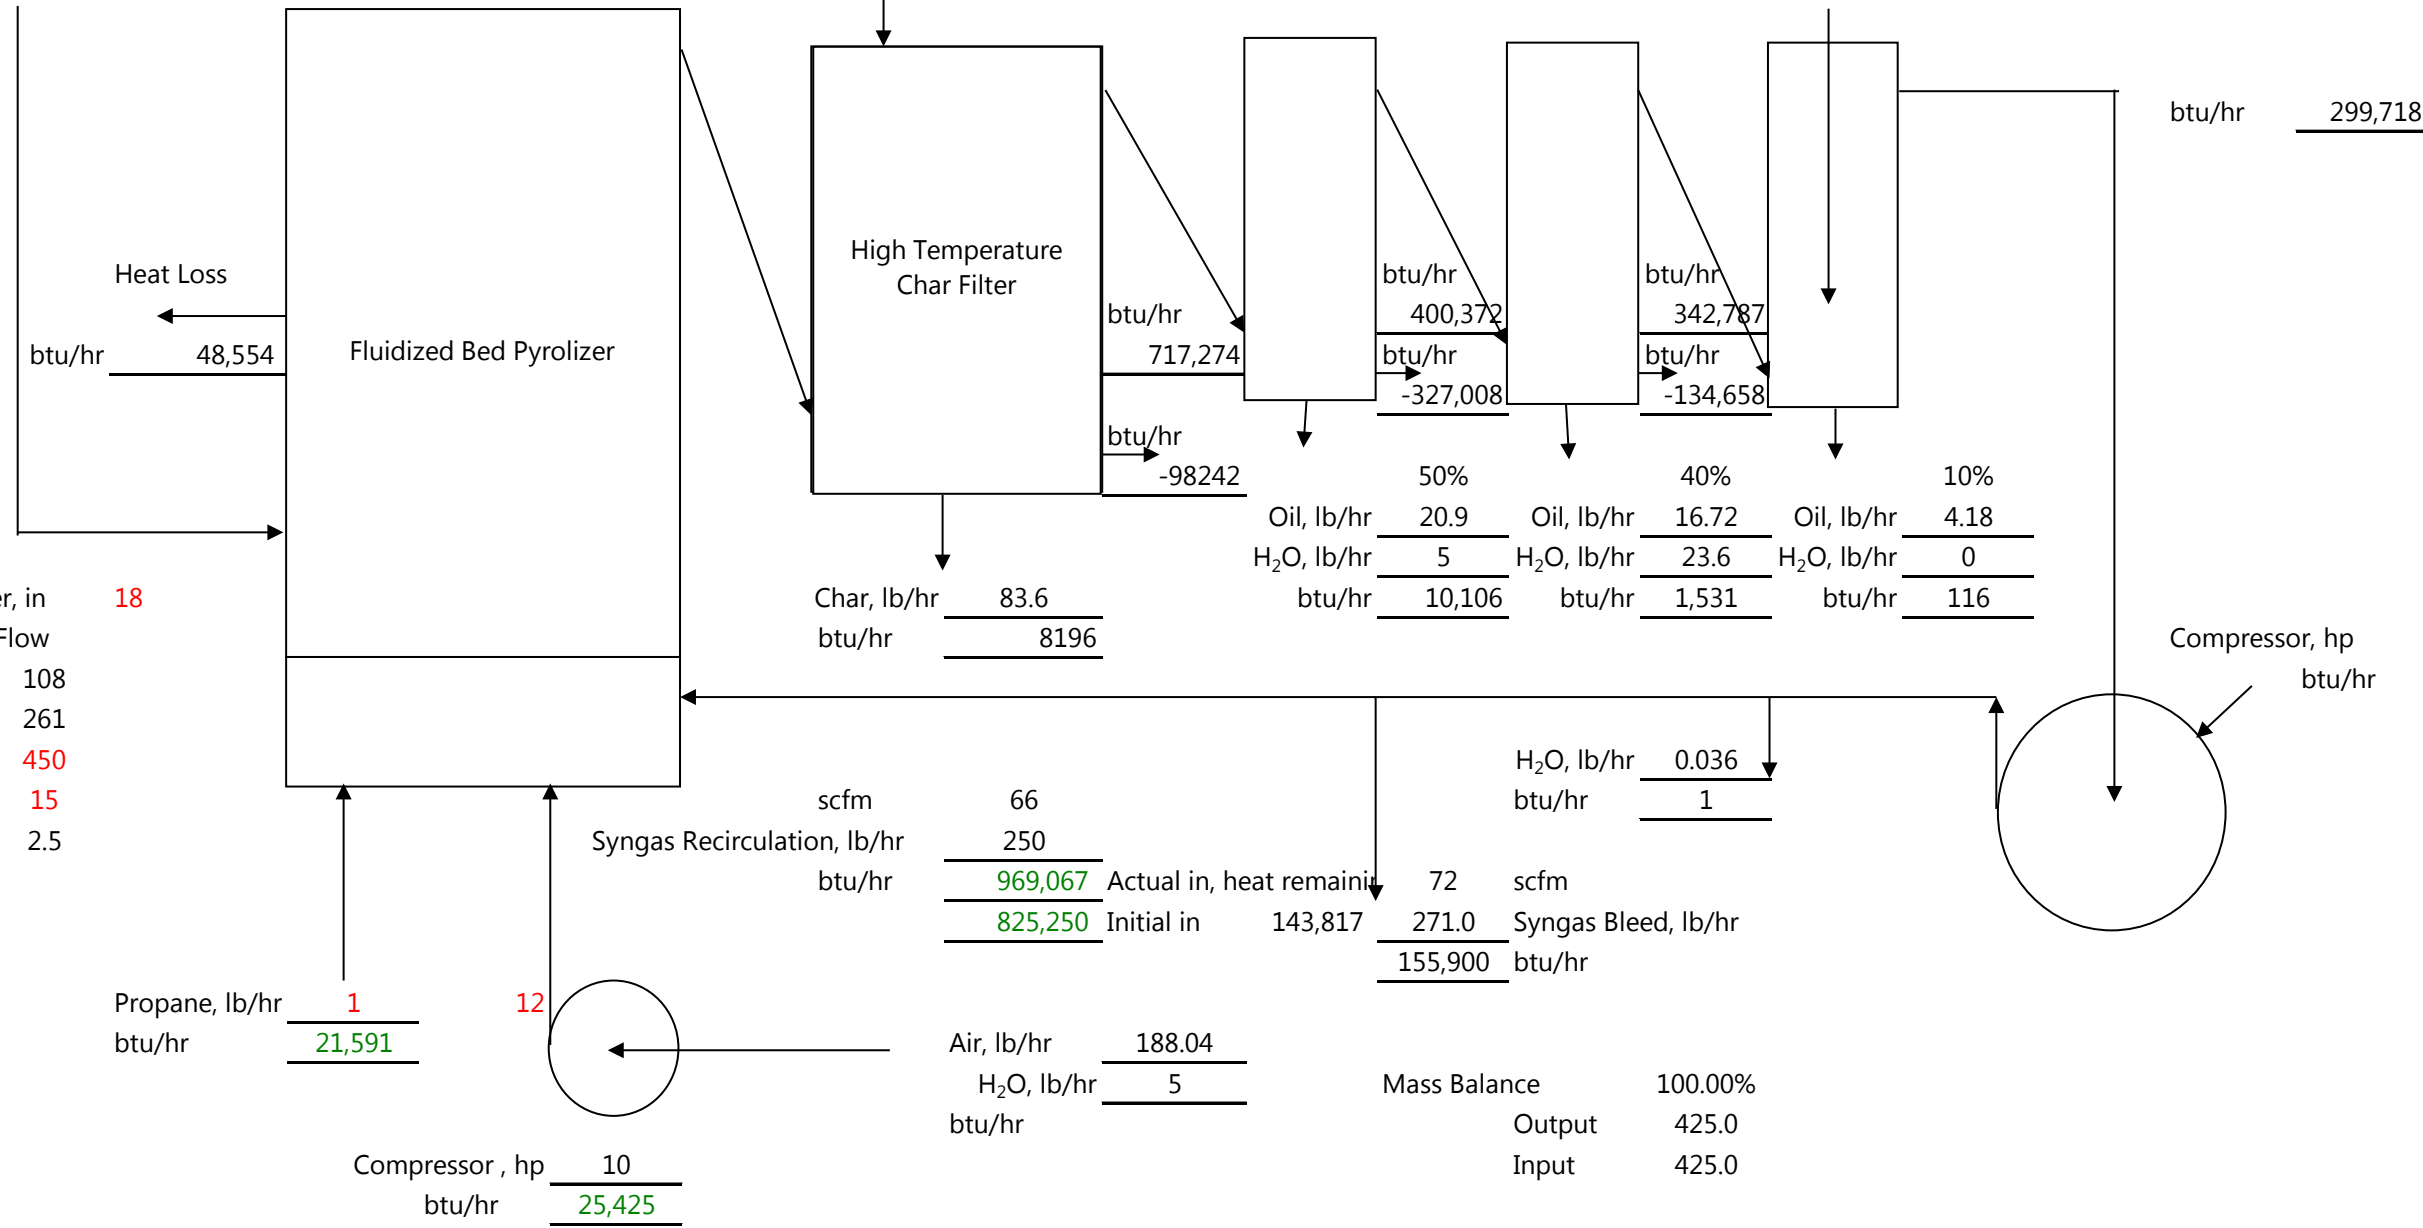 btu/hr 299,718
High Temperature
Char Filter
Heat Loss
btu/hr btu/hr
btu/hr 400,372 342,787
btu/hr 48,554 Fluidized Bed Pyrolizer 717,274 btu/hr btu/hr
-327,008 -134,658
btu/hr
-98242 50% 40% 10%
Oil, lb/hr 20.9 Oil, lb/hr 16.72 Oil, lb/hr 4.18
H₂O, lb/hr 5 H₂O, lb/hr 23.6 H₂O, lb/hr 0
er, in 18 Char, lb/hr 83.6 btu/hr 10,106 btu/hr 1,531 btu/hr 116
Flow btu/hr 8196 Compressor, hp
108 btu/hr
261
450 H₂O, lb/hr 0.036
15 scfm 66 btu/hr 1
2.5 Syngas Recirculation, lb/hr 250
btu/hr 969,067 Actual in, heat remainin 72 scfm
825,250 Initial in 143,817 271.0 Syngas Bleed, lb/hr
155,900 btu/hr
Propane, lb/hr 1 12
btu/hr 21,591 Air, lb/hr 188.04
H₂O, lb/hr 5 Mass Balance 100.00%
btu/hr Output 425.0
Compressor , hp 10 Input 425.0
btu/hr 25,425